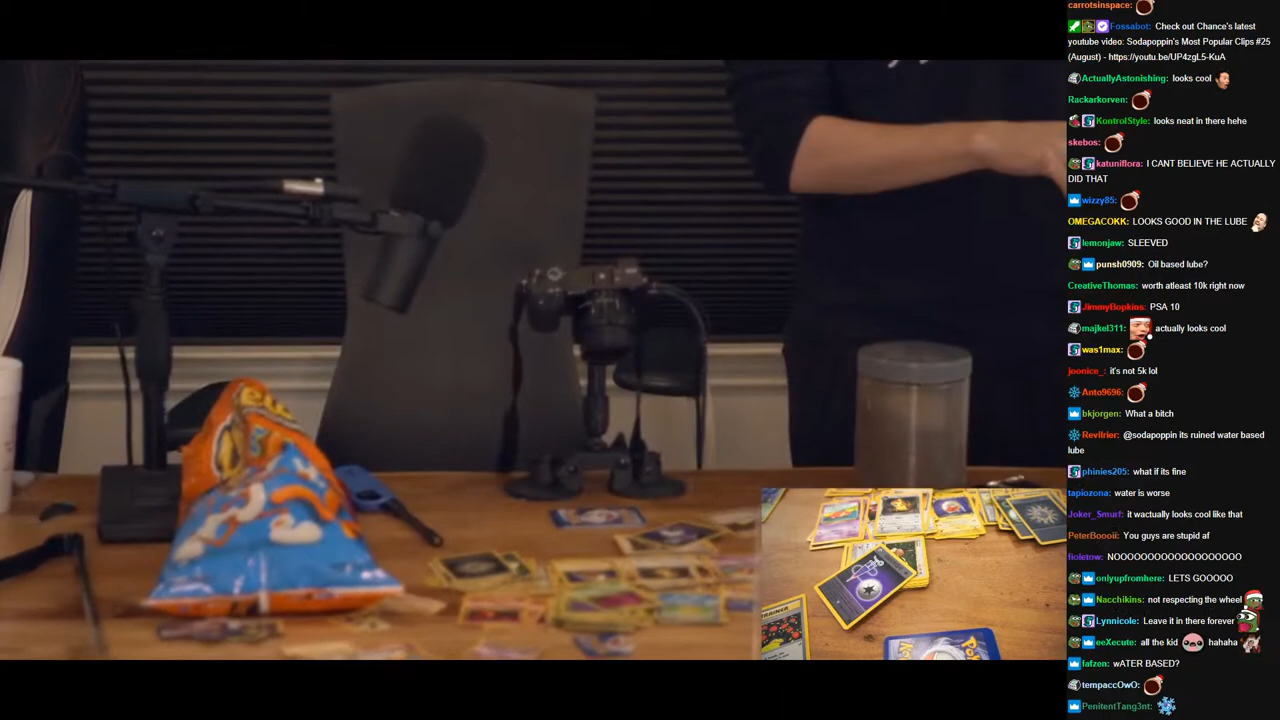 carrotsinspace:
Fossabot: Check out Chance's latest
youtube video: Sodapoppin's Most Popular Clips #25
(August) - https://youtu.be/UP4zgL5-KuA
ActuallyAstonishing: looks cool
Rackarkorven:
KontrolStyle: looks neat in there hehe
skebos:
katuniflora: I CANT BELIEVE HE ACTUALLY
DID THAT
wizzy85:
OMEGACOKK: LOOKS GOOD IN THE LUBE
lemonjaw: SLEEVED
punsh0909: Oil based lube?
CreativeThomas: worth atleast 10k right now
JimmyBopkins: PSA 10
majkel311: actually looks cool
was1max:
joonice_: it's not 5k lol
Anto9696:
bkjorgen: What a bitch
Revilrier: @sodapoppin its ruined water based
lube
phinies205: what if its fine
tapiozona: water is worse
Joker_Smurf: it wactually looks cool like that
PeterBoooii: You guys are stupid af
fioletow: NOOOOOOOOOOOOOOOOOO
onlyupfromhere: LETS GOOOOO
Nacchikins: not respecting the wheel
Lynnicole: Leave it in there forever
eeXecute: all the kid hahaha
fafzen: wATER BASED?
tempaccOwO:
PenitentTang3nt: